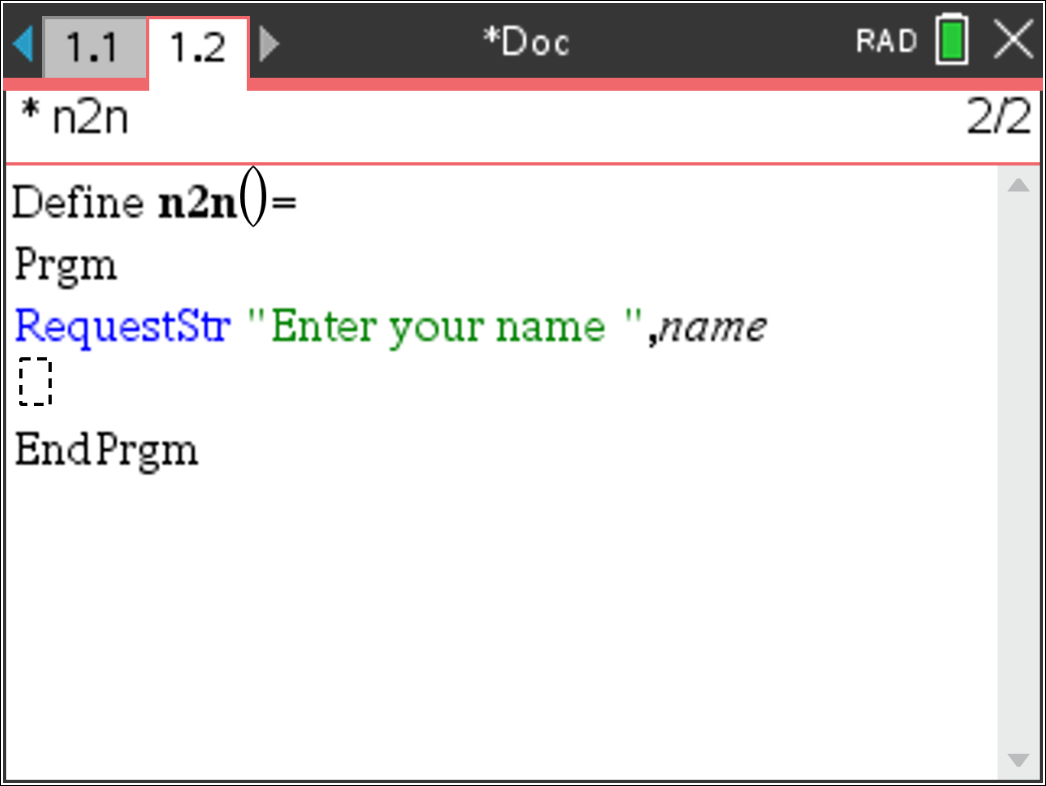 1.1 1.2 *Doc RAD
* n2n 2/2
Define n2n()=
Prgm
RequestStr "Enter your name ",name
EndPrgm